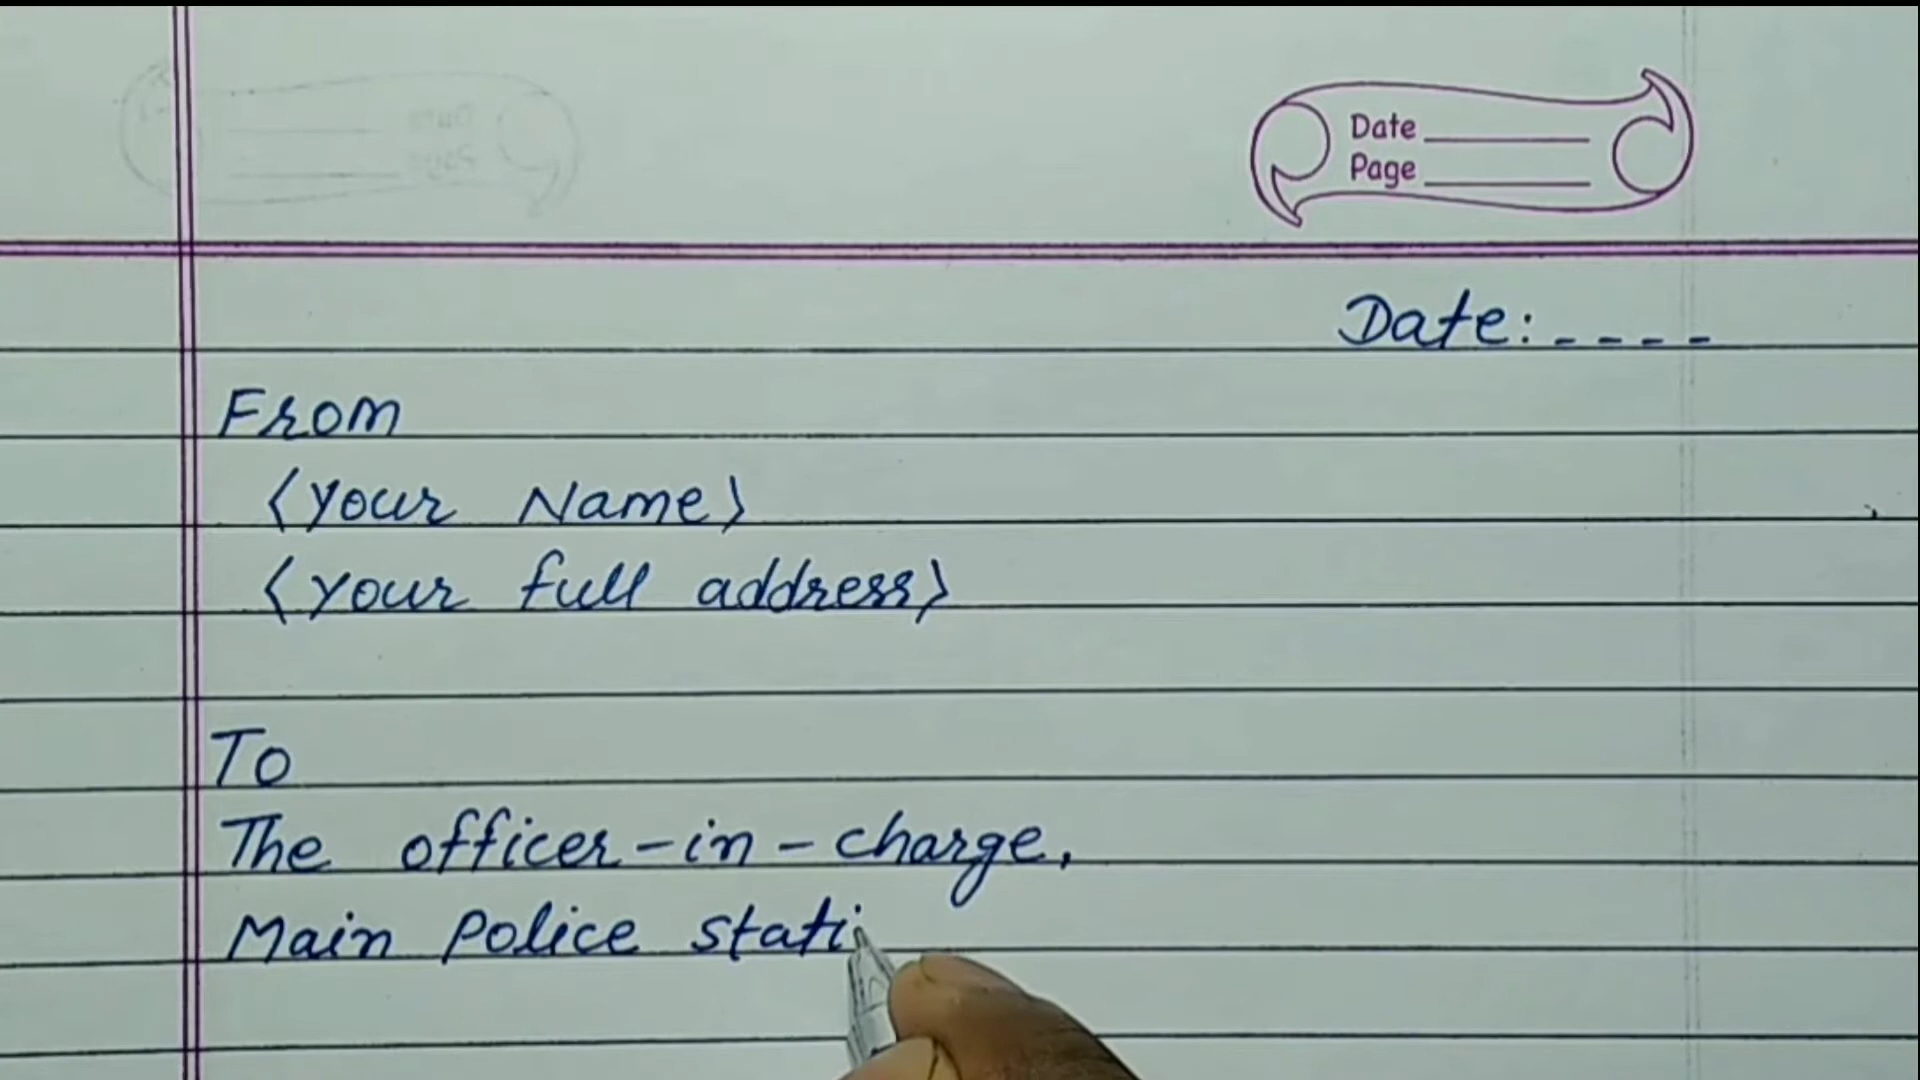 Date
Page
Date:----
From
<Your Name>
<Your full address>
To
The officer-in-charge,
Main Police stati